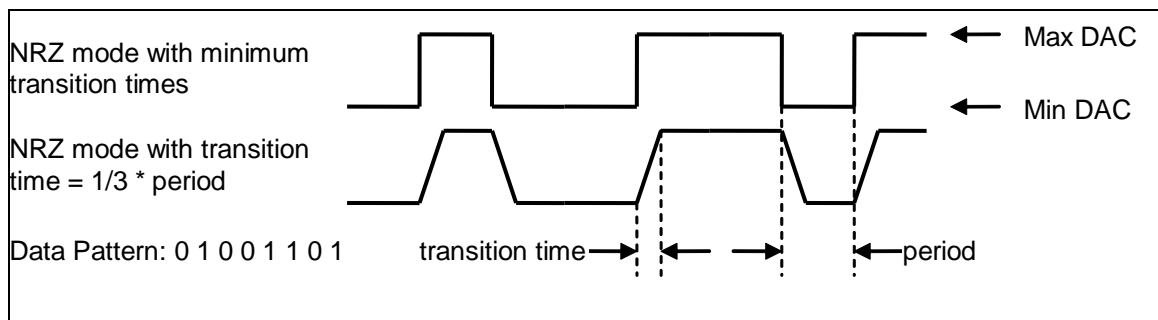 NRZ mode with minimum
transition times
Max DAC
Min DAC
NRZ mode with transition
time = 1/3 * period
Data Pattern: 0 1 0 0 1 1 0 1
transition time
period